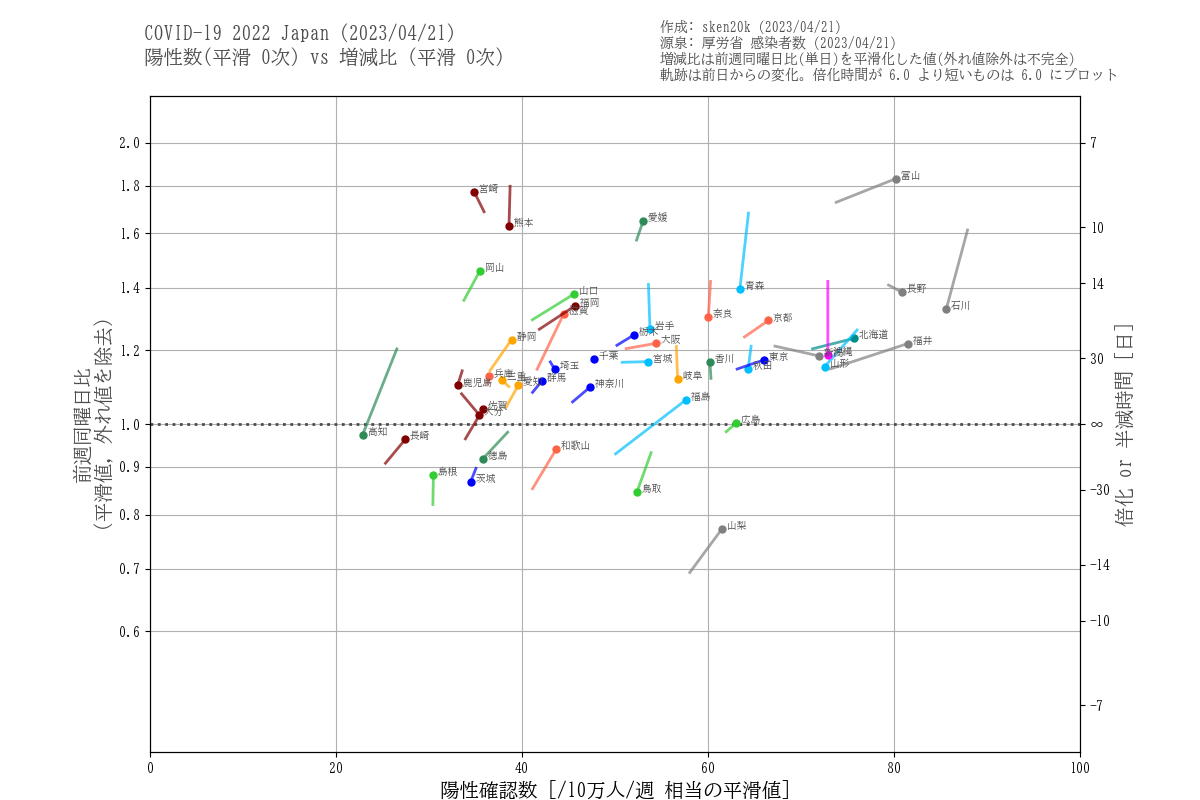 COVID-19 2022 Japan (2023/04/21)
陽性数(平滑 0次) vs 増減比 (平滑 0次)
作成: sken20k (2023/04/21)
源泉: 厚労省 感染者数 (2023/04/21)
増減比は前週同曜日比(単日)を平滑化した値(外れ値除外は不完全)
軌跡は前日からの変化。倍化時間が 6.0 より短いものは 6.0 にプロット
2.0
1.8
1.6
1.4
1.2
1.0
0.9
0.8
0.7
0.6
前週同曜日比
(平滑値, 外れ値を除去)
7
10
14
30
∞
-30
-14
-10
-7
倍化 or 半減時間 [日]
富山
宮崎
愛媛
熊本
岡山
青森
長野
山口
福岡
滋賀
石川
奈良
京都
岩手
栃木
北海道
静岡
大阪
福井
沖縄
千葉
宮城
香川
東京
秋田
山形
埼玉
兵庫
三重
岐阜
群馬
愛知
鹿児島
神奈川
福島
佐賀
大分
広島
高知
長崎
和歌山
徳島
島根
茨城
鳥取
山梨
0
20
40
60
80
100
陽性確認数 [/10万人/週 相当の平滑値]